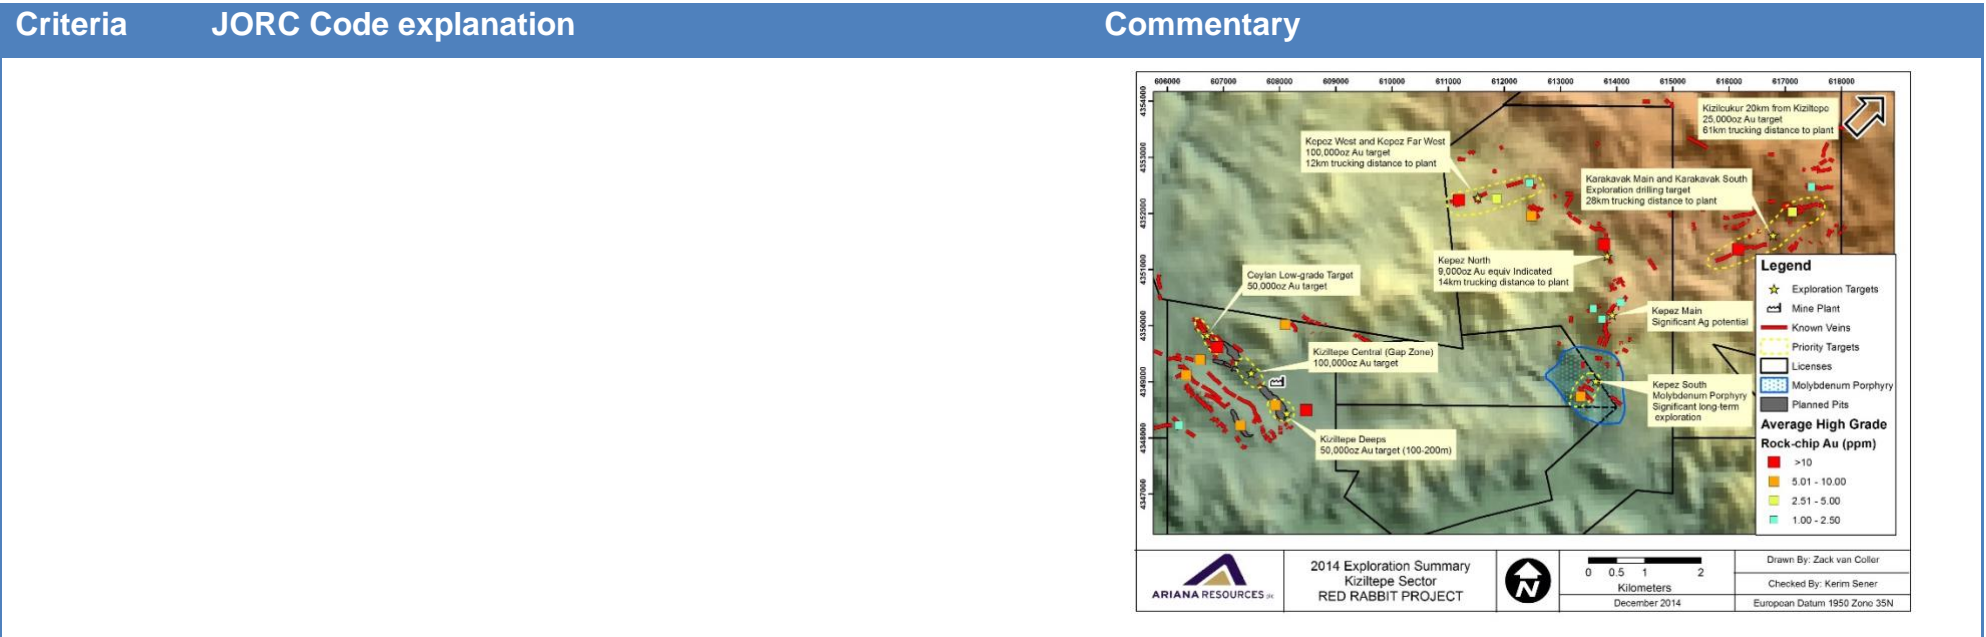 Criteria JORC Code explanation Commentary
606000 607000 608000 609000 610000 611000 612000 613000 614000 615000 616000 617000 618000
4354000
4353000
4352000
4351000
4350000
4349000
4348000
4347000
Kizilcukur 20km from Kiziltepe
25,000oz Au target
61km trucking distance to plant
Kepez West and Kepez Far West
100,000oz Au target
12km trucking distance to plant
Karakavak Main and Karakavak South
Exploration drilling target
28km trucking distance to plant
Kepez North
9,000oz Au equiv Indicated
14km trucking distance to plant
Ceylan Low-grade Target
50,000oz Au target
Kepez Main
Significant Ag potential
Kiziltepe Central (Gap Zone)
100,000oz Au target
Kepez South
Molybdenum Porphyry
Significant long-term
exploration
Kiziltepe Deeps
50,000oz Au target (100-200m)
Legend
Exploration Targets
Mine Plant
Known Veins
Priority Targets
Licenses
Molybdenum Porphyry
Planned Pits
Average High Grade
Rock-chip Au (ppm)
>10
5.01 - 10.00
2.51 - 5.00
1.00 - 2.50
ARIANA RESOURCES
2014 Exploration Summary
Kiziltepe Sector
RED RABBIT PROJECT
N
0 0.5 1 2
Kilometers
December 2014
Drawn By: Zack van Coller
Checked By: Kerim Sener
European Datum 1950 Zone 35N